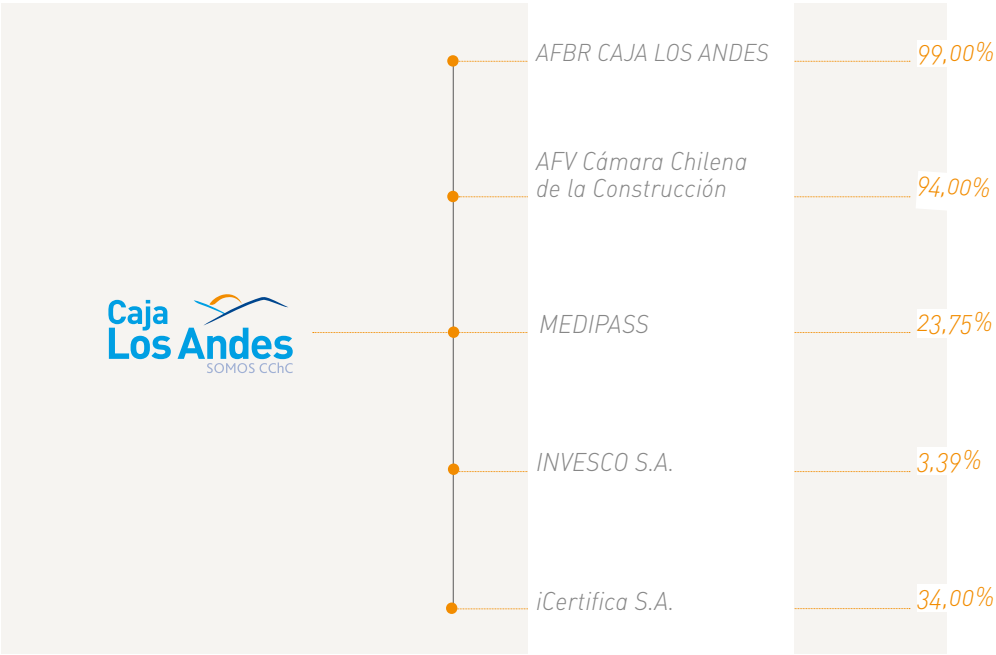 AFBR CAJA LOS ANDES
99,00%
AFV Cámara Chilena
de la Construcción
94,00%
Caja
Los Andes
SOMOS CChC
MEDIPASS
23,75%
INVESCO S.A.
3,39%
iCertifica S.A.
34,00%